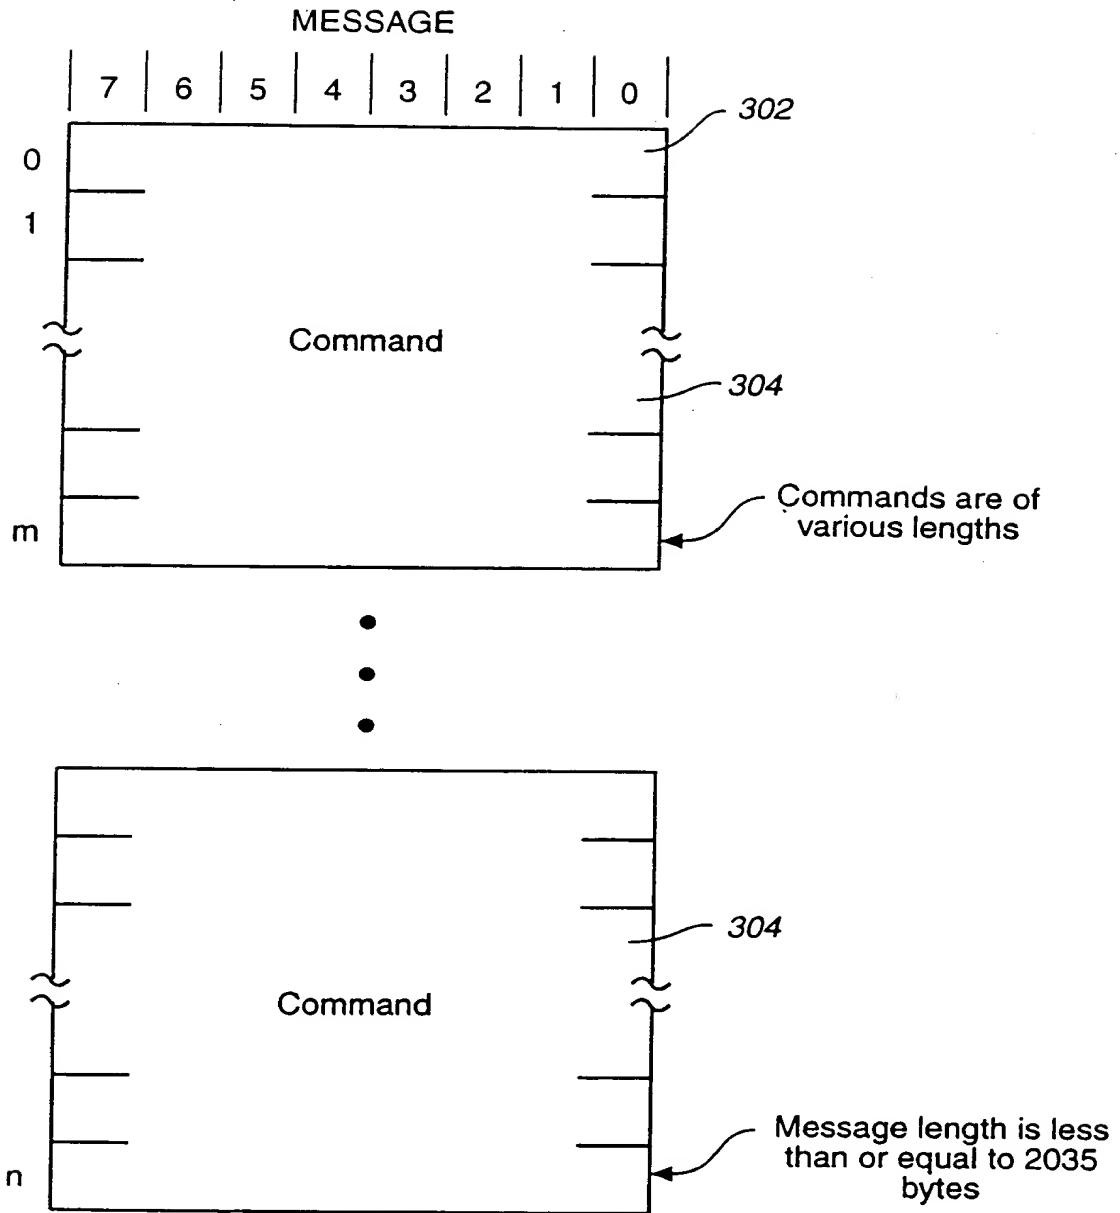 MESSAGE
7 6 5 4 3 2 1 0
302
0
1
Command
304
Commands are of
various lengths
m
304
Command
Message length is less
than or equal to 2035
bytes
n